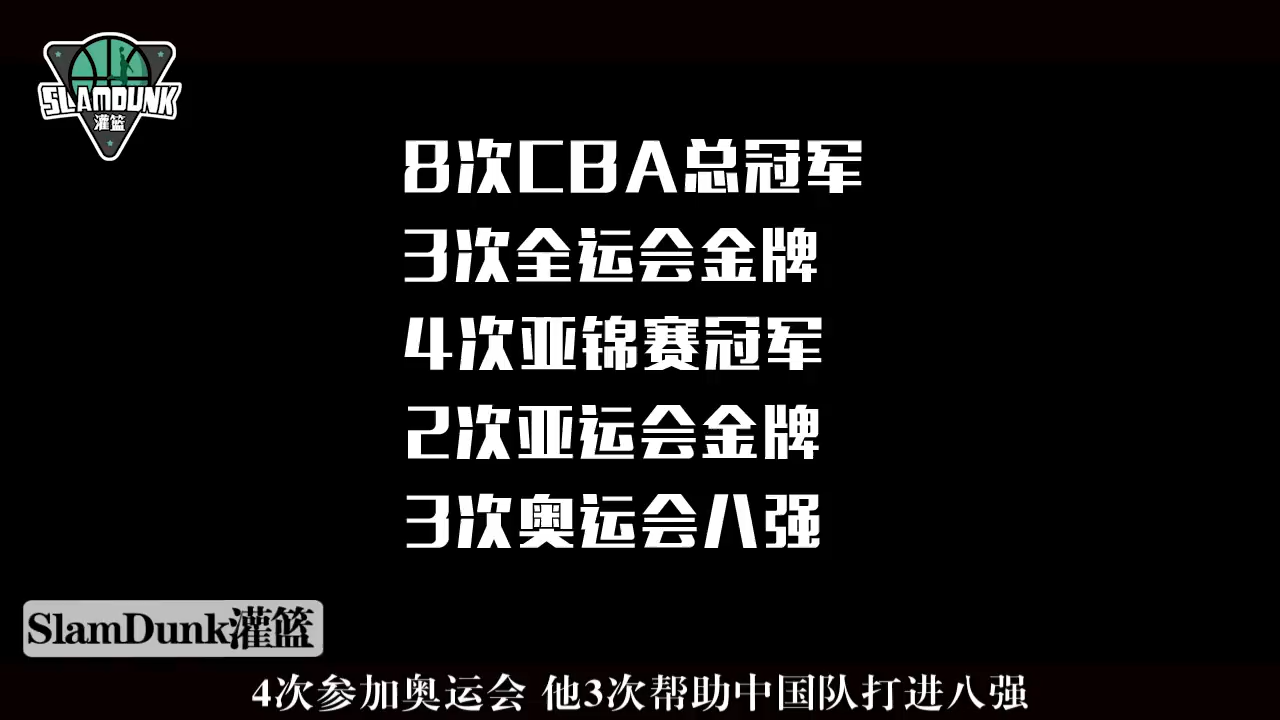 SLAMDUNK
灌篮
8次CBA总冠军
3次全运会金牌
4次亚锦赛冠军
2次亚运会金牌
3次奥运会八强
SlamDunk灌篮
4次参加奥运会 他3次帮助中国队打进八强